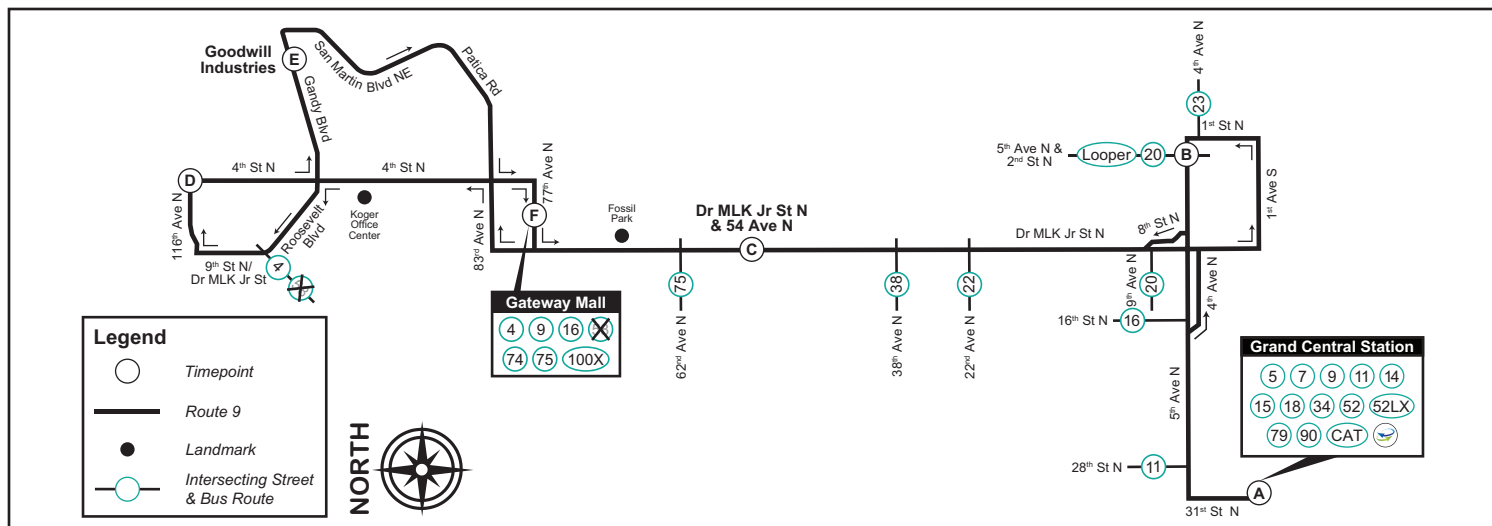 Goodwill
Industries
E
San Martin Blvd NE
Patica Rd
Gandy Blvd
4th St N
4th St N
D
116th Ave N
Roosevelt
Blvd
9th St N/
Dr MLK Jr St
4
Koger
Office
Center
83rd Ave N
77th Ave N
F
Gateway Mall
4 9 16
74 75 100X
Fossil
Park
75
62nd Ave N
Dr MLK Jr St N
& 54 Ave N
C
38
38th Ave N
22
22nd Ave N
Dr MLK Jr St N
4th Ave N
23
1st St N
5th Ave N &
2nd St N
Looper 20 B
1st Ave S
8th St N
9th Ave N
20
4th Ave N
16th St N 16
5th Ave N
28th St N 11
31st St N
A
Grand Central Station
5 7 9 11 14
15 18 34 52 52LX
79 90 CAT
Legend
Timepoint
Route 9
Landmark
Intersecting Street
& Bus Route
NORTH